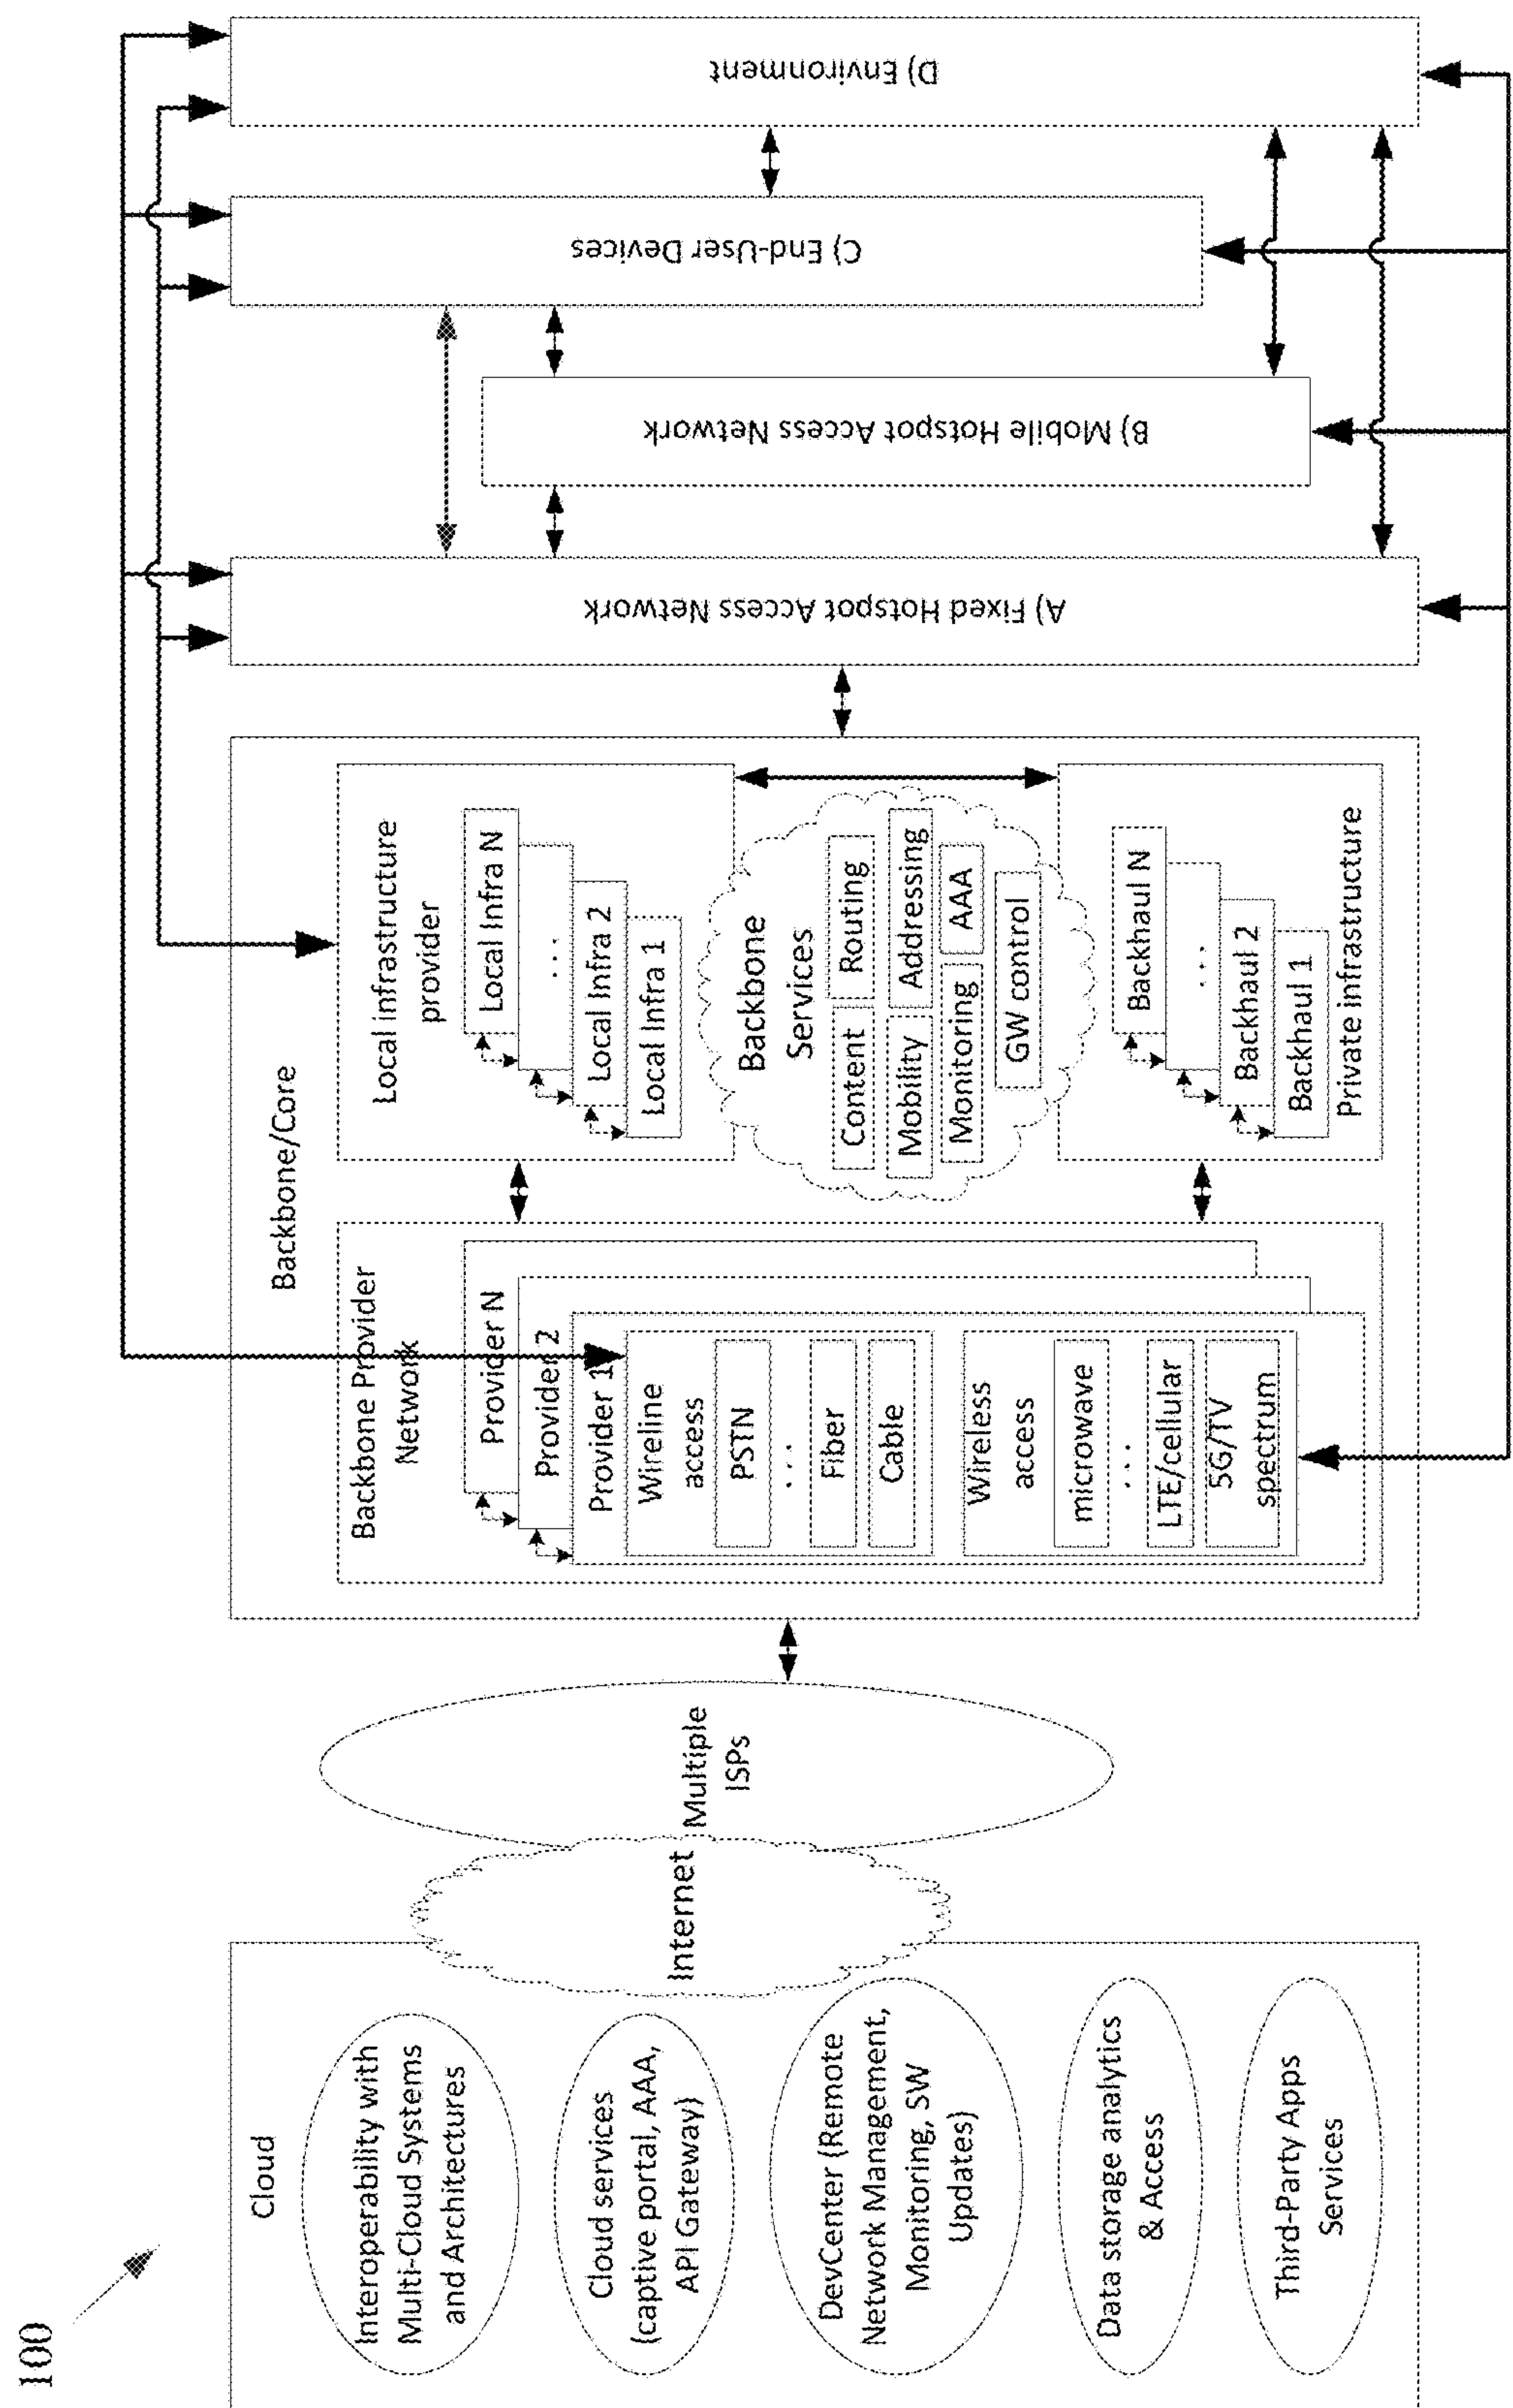 100
Cloud
Interoperability with
Multi-Cloud Systems
and Architectures
Cloud services
(captive portal, AAA,
API Gateway)
DevCenter (Remote
Network Management,
Monitoring, SW
Updates)
Data storage analytics
& Access
Third-Party Apps
Services
Internet
Multiple
ISPs
Backbone/Core
Backbone Provider
Network
Provider N
Provider 2
Provider 1
Wireline
access
PSTN
...
Fiber
Cable
Wireless
access
microwave
...
LTE/cellular
5G/TV
spectrum
Local infrastructure
provider
Local Infra N
...
Local Infra 2
Local Infra 1
Backbone
Services
Content
Routing
Mobility
Addressing
Monitoring
AAA
GW control
Backhaul N
...
Backhaul 2
Backhaul 1
Private infrastructure
A) Fixed Hotspot Access Network
B) Mobile Hotspot Access Network
C) End-User Devices
D) Environment